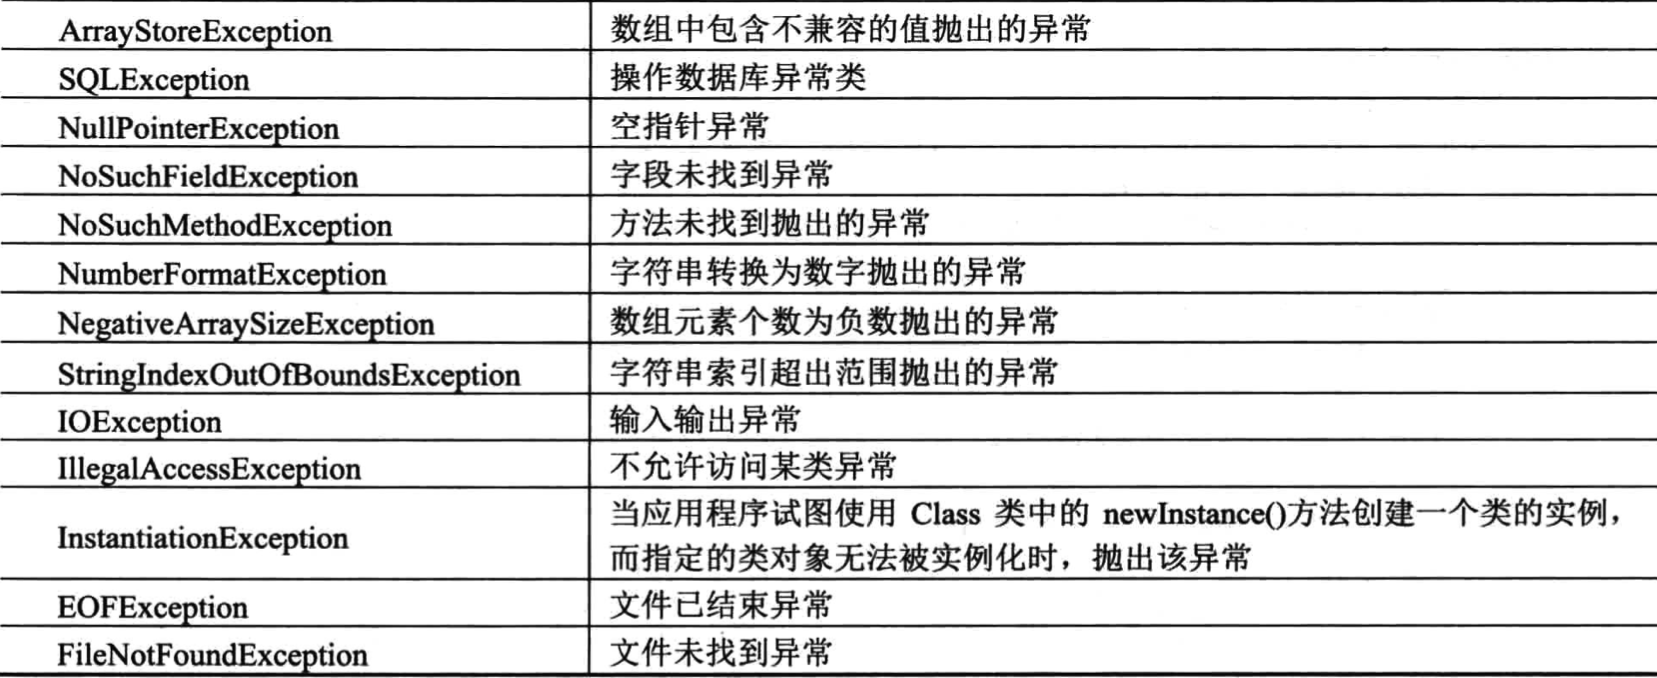 ArrayStoreException 数组中包含不兼容的值抛出的异常
SQLException 操作数据库异常类
NullPointerException 空指针异常
NoSuchFieldException 字段未找到异常
NoSuchMethodException 方法未找到抛出的异常
NumberFormatException 字符串转换为数字抛出的异常
NegativeArraySizeException 数组元素个数为负数抛出的异常
StringIndexOutOfBoundsException 字符串索引超出范围抛出的异常
IOException 输入输出异常
IllegalAccessException 不允许访问某类异常
InstantiationException 当应用程序试图使用 Class 类中的 newInstance()方法创建一个类的实例，
而指定的类对象无法被实例化时，抛出该异常
EOFException 文件已结束异常
FileNotFoundException 文件未找到异常